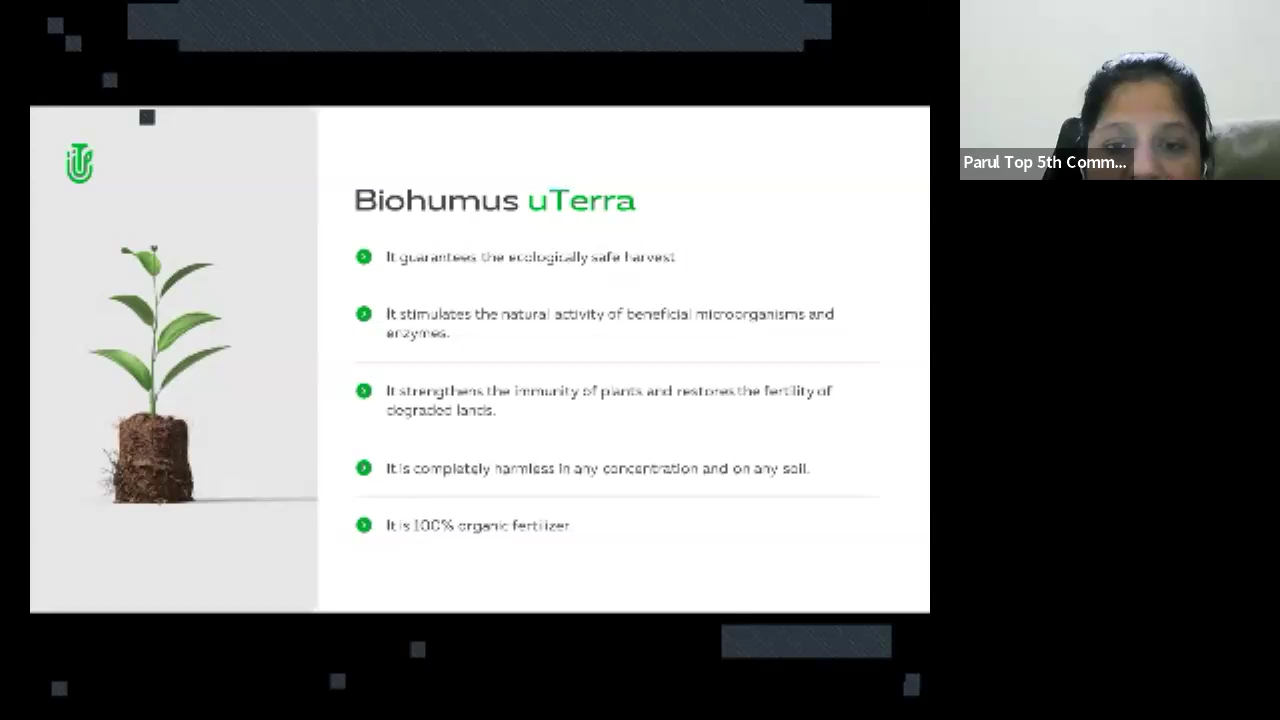 Biohumus uTerra
It guarantees the ecologically safe harvest
It stimulates the natural activity of beneficial microorganisms and
enzymes.
It strengthens the immunity of plants and restores the fertility of
degraded lands.
It is completely harmless in any concentration and on any soil.
It is 100% organic fertilizer
Parul Top 5th Comm...